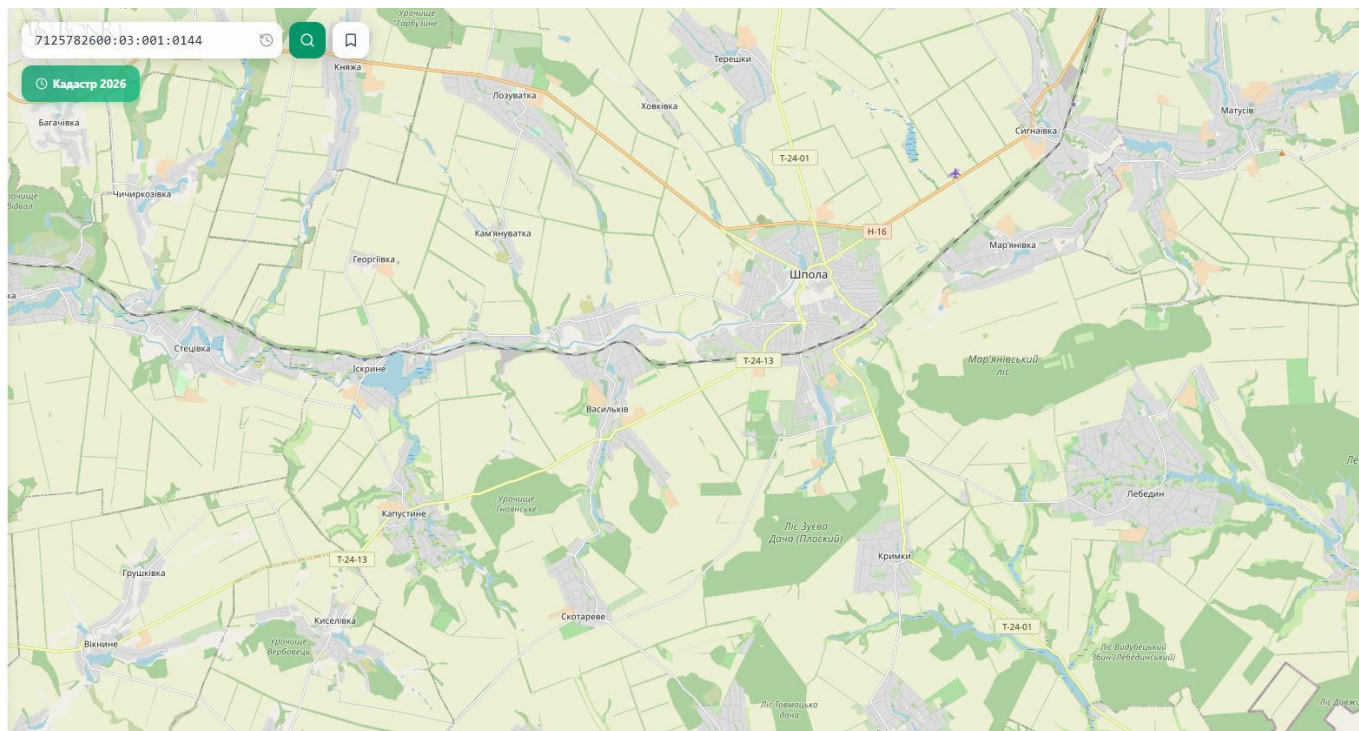 Урочище
"Гарбузине"
7125782600:03:001:0144
Терешки
Княжа
Кадастр 2026
Лозуватка
Ховківка
Матусів
Багачівка
Сигнаївка
Т-24-01
Чичиркозівка
Урочище
Кам'януватка
Н-16
Мар'янівка
Георгіївка
Шпола
ка
Стецівка
Іскрине
Т-24-13
Мар'янівський
ліс
Васильків
Урочище
Гноянське
Лебедин
Капустине
Ліс Зуєва
Дача (Плоский)
Кримки
Т-24-13
Грушківка
Скотареве
Киселівка
Т-24-01
Вікнине
Урочище
Вербовець
Ліс Видубецький
Збин (Лебединський)
Ліс Товмацька
дача